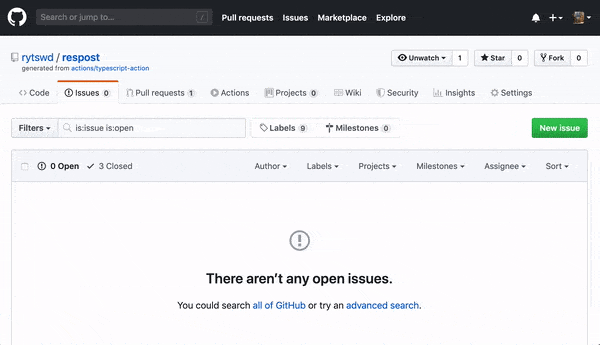 Search or jump to... / Pull requests Issues Marketplace Explore
rytswd / respost Unwatch 1 Star 0 Fork 0
generated from actions/typescript-action
Code Issues 0 Pull requests 1 Actions Projects 0 Wiki Security Insights Settings
Filters is:issue is:open Labels 9 Milestones 0 New issue
0 Open 3 Closed Author Labels Projects Milestones Assignee Sort
There aren’t any open issues.
You could search all of GitHub or try an advanced search.